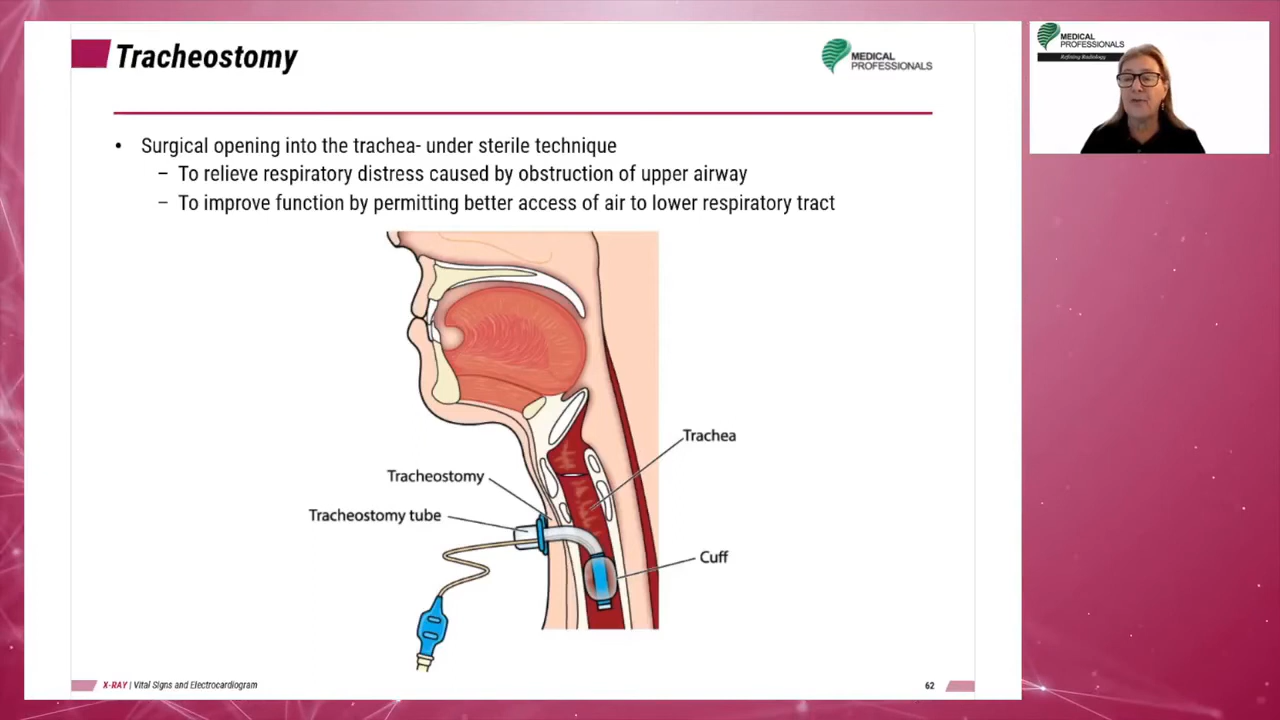 Tracheostomy
MEDICAL
PROFESSIONALS
• Surgical opening into the trachea- under sterile technique
– To relieve respiratory distress caused by obstruction of upper airway
– To improve function by permitting better access of air to lower respiratory tract
Trachea
Tracheostomy
Tracheostomy tube
Cuff
X-RAY | Vital Signs and Electrocardiogram
62
MEDICAL
PROFESSIONALS
Refining Radiology